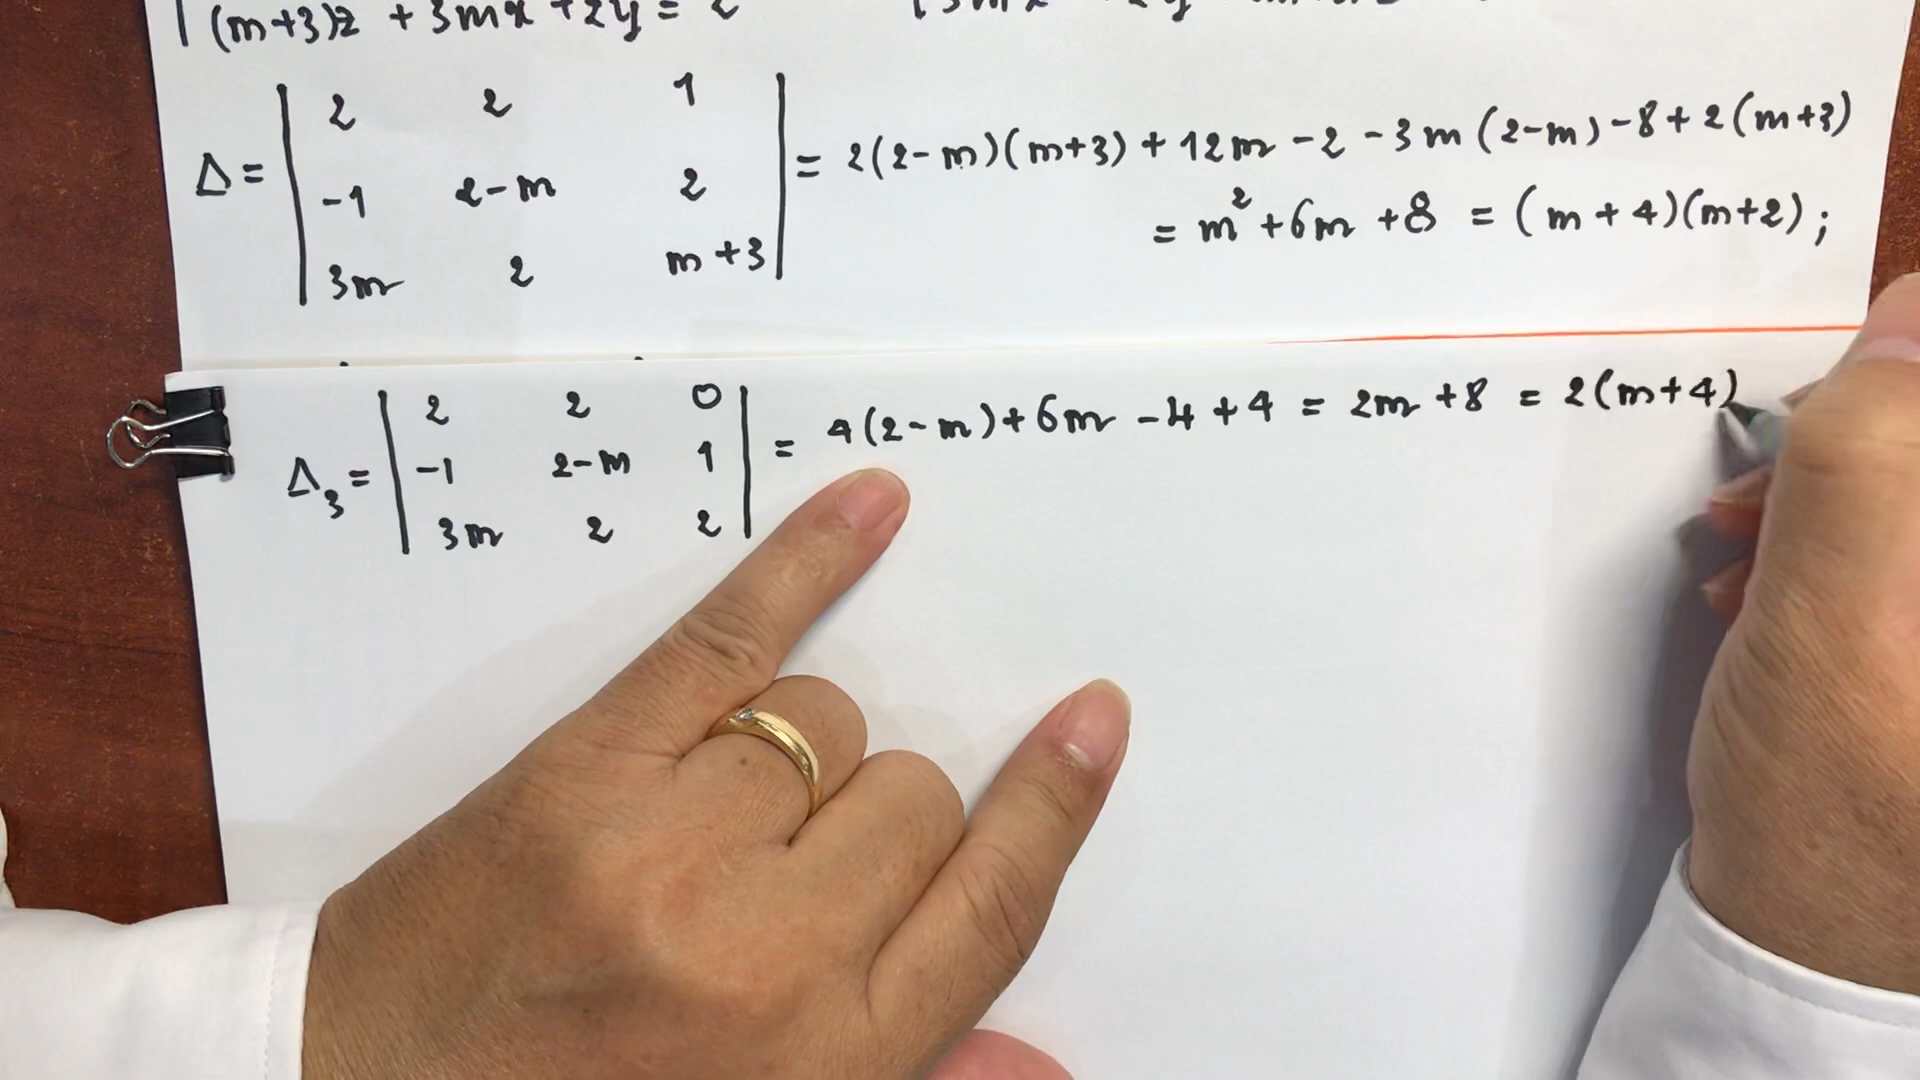 (m+3)z + 3mx + 2y = 2
Δ = | 2 2 1 |
| -1 2-m 2 | = 2(2-m)(m+3) + 12m - 2 - 3m(2-m) - 8 + 2(m+3)
| 3m 2 m+3 |
= m² + 6m + 8 = (m+4)(m+2);
Δ₃ = | 2 2 0 |
| -1 2-m 1 | = 4(2-m) + 6m - 4 + 4 = 2m + 8 = 2(m+4)
| 3m 2 2 |